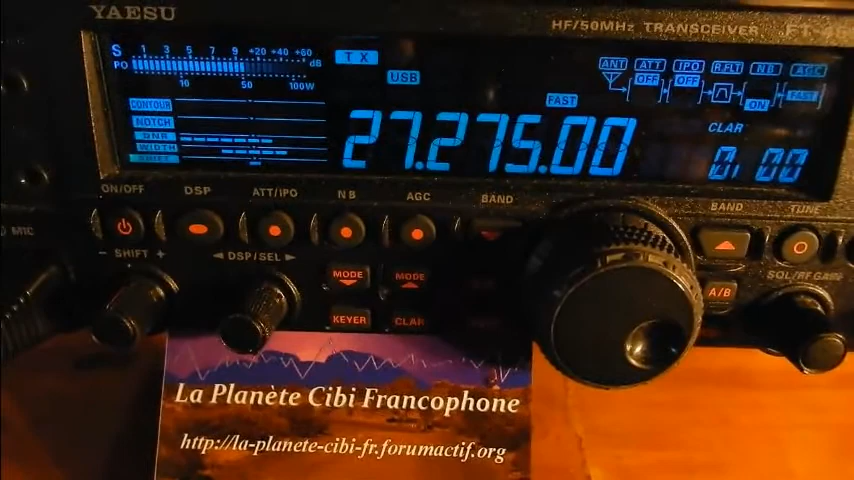 YAESU
HF/50MHz TRANSCEIVER
S 1 3 5 7 9 +20 +40 +60 dB
PO 10 50 100W
TX
USB
FAST
ANT ATT IPO R.FLT NB AGC
OFF OFF ON FAST
CONTOUR
NOTCH
DNR
WIDTH
SHIFT
27.275.00
CLAR
0.00
ON/OFF DSP ATT/IPO NB AGC BAND BAND TUNE
MIC
− SHIFT + ◄DSP/SEL► MODE MODE SQL/RF GAIN
A/B
KEYER CLAR
La Planète Cibi Francophone
http://la-planete-cibi-fr.forumactif.org/